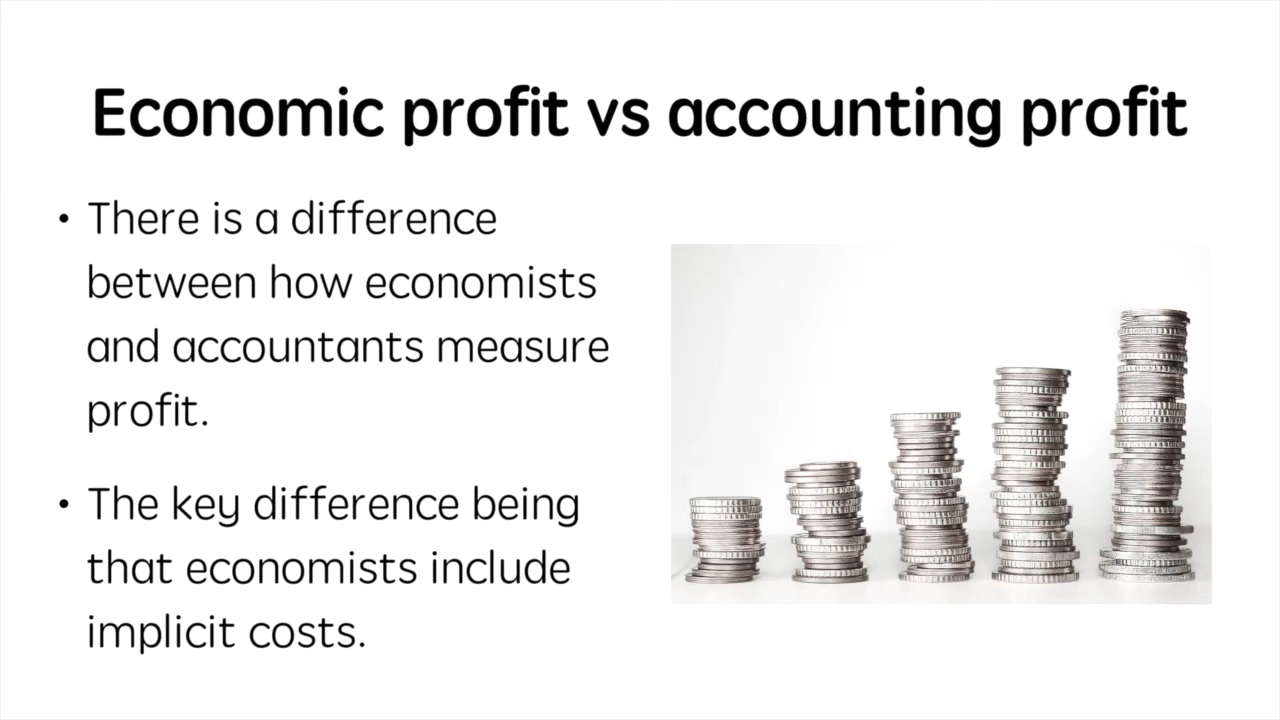 Economic profit vs accounting profit
• There is a difference
between how economists
and accountants measure
profit.
• The key difference being
that economists include
implicit costs.